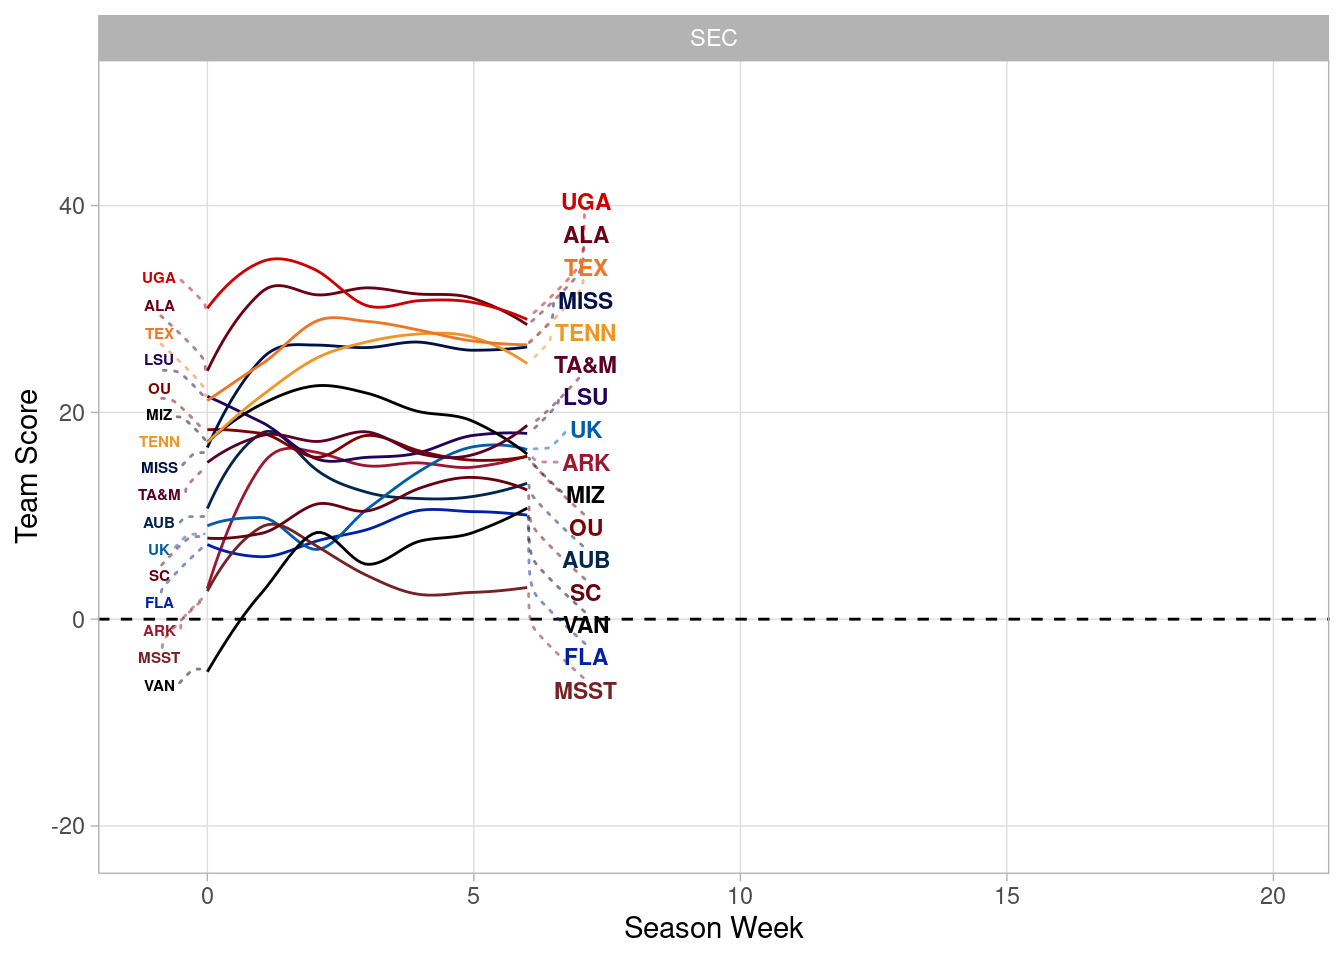 SEC
Team Score
40
20
0
-20
UGA
ALA
TEX
LSU
OU
MIZ
TENN
MISS
TA&M
AUB
UK
SC
FLA
ARK
MSST
VAN
UGA
ALA
TEX
MISS
TENN
TA&M
LSU
UK
ARK
MIZ
OU
AUB
SC
VAN
FLA
MSST
0
5
10
15
20
Season Week